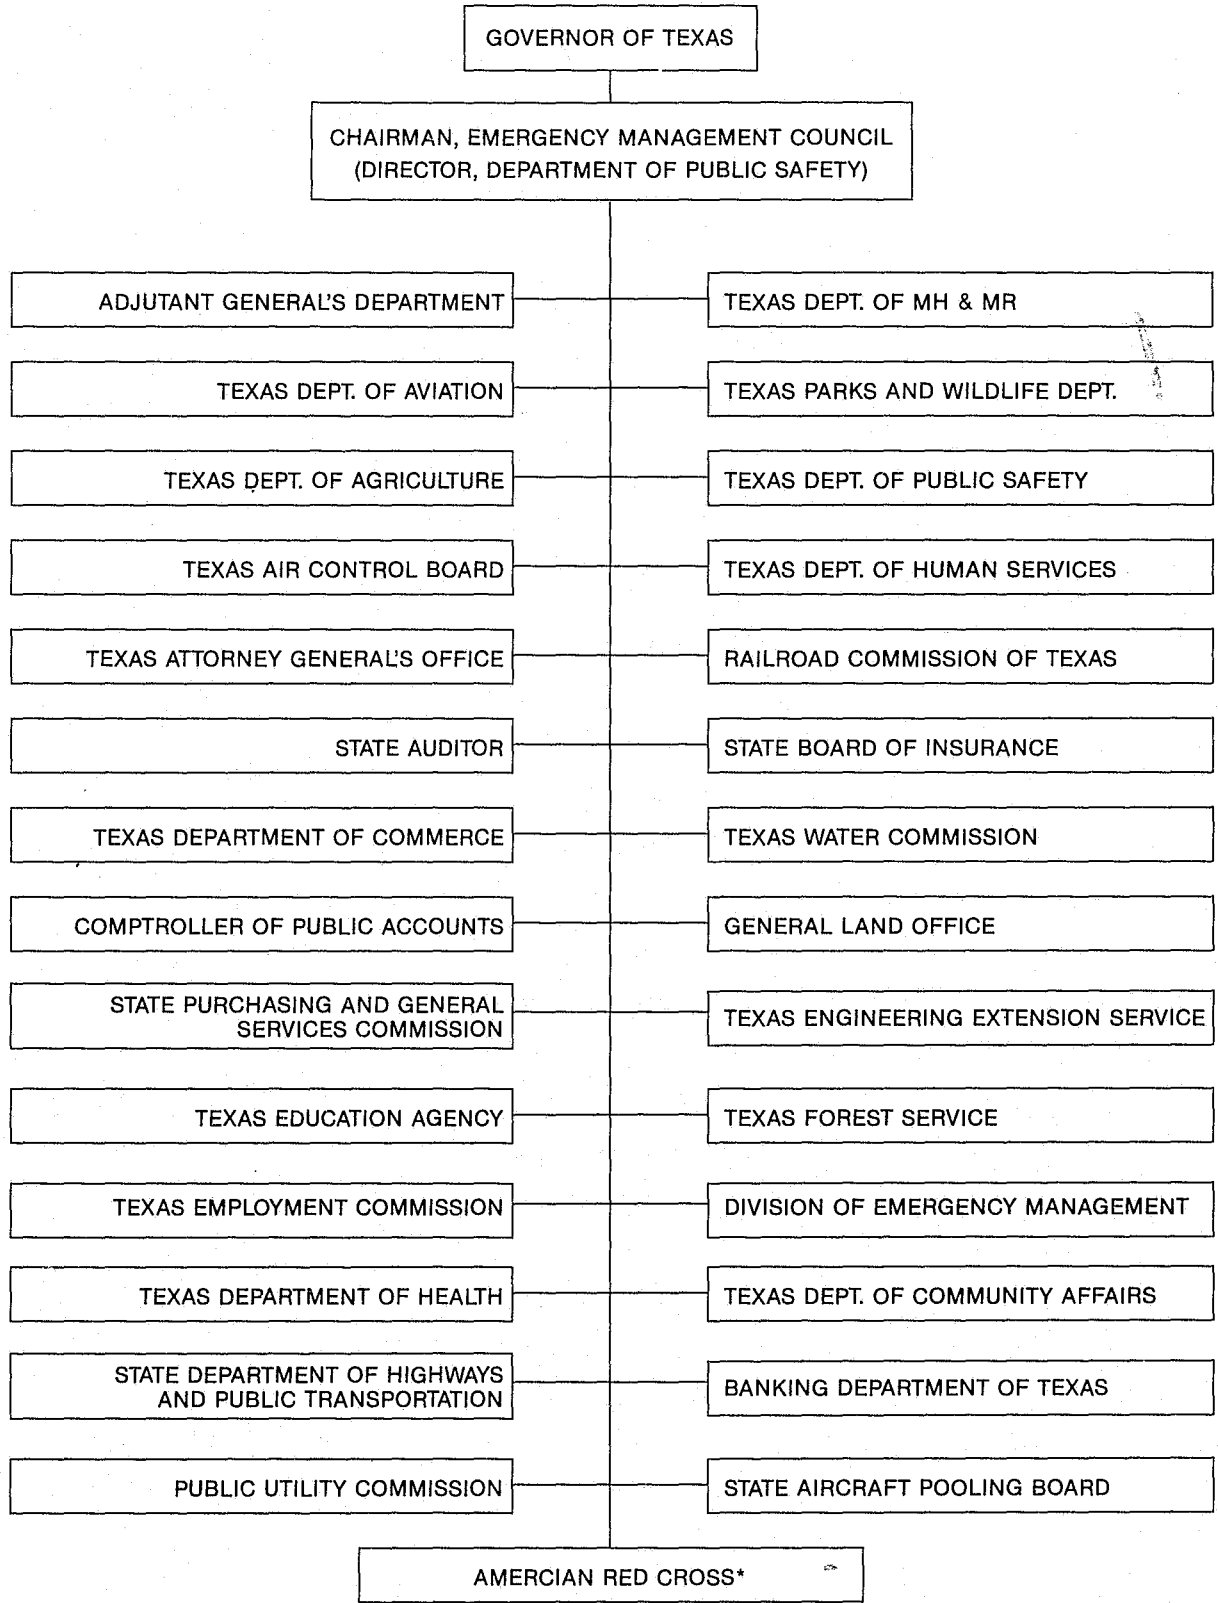 GOVERNOR OF TEXAS
CHAIRMAN, EMERGENCY MANAGEMENT COUNCIL
(DIRECTOR, DEPARTMENT OF PUBLIC SAFETY)
ADJUTANT GENERAL'S DEPARTMENT
TEXAS DEPT. OF MH & MR
TEXAS DEPT. OF AVIATION
TEXAS PARKS AND WILDLIFE DEPT.
TEXAS DEPT. OF AGRICULTURE
TEXAS DEPT. OF PUBLIC SAFETY
TEXAS AIR CONTROL BOARD
TEXAS DEPT. OF HUMAN SERVICES
TEXAS ATTORNEY GENERAL'S OFFICE
RAILROAD COMMISSION OF TEXAS
STATE AUDITOR
STATE BOARD OF INSURANCE
TEXAS DEPARTMENT OF COMMERCE
TEXAS WATER COMMISSION
COMPTROLLER OF PUBLIC ACCOUNTS
GENERAL LAND OFFICE
STATE PURCHASING AND GENERAL
SERVICES COMMISSION
TEXAS ENGINEERING EXTENSION SERVICE
TEXAS EDUCATION AGENCY
TEXAS FOREST SERVICE
TEXAS EMPLOYMENT COMMISSION
DIVISION OF EMERGENCY MANAGEMENT
TEXAS DEPARTMENT OF HEALTH
TEXAS DEPT. OF COMMUNITY AFFAIRS
STATE DEPARTMENT OF HIGHWAYS
AND PUBLIC TRANSPORTATION
BANKING DEPARTMENT OF TEXAS
PUBLIC UTILITY COMMISSION
STATE AIRCRAFT POOLING BOARD
AMERCIAN RED CROSS*